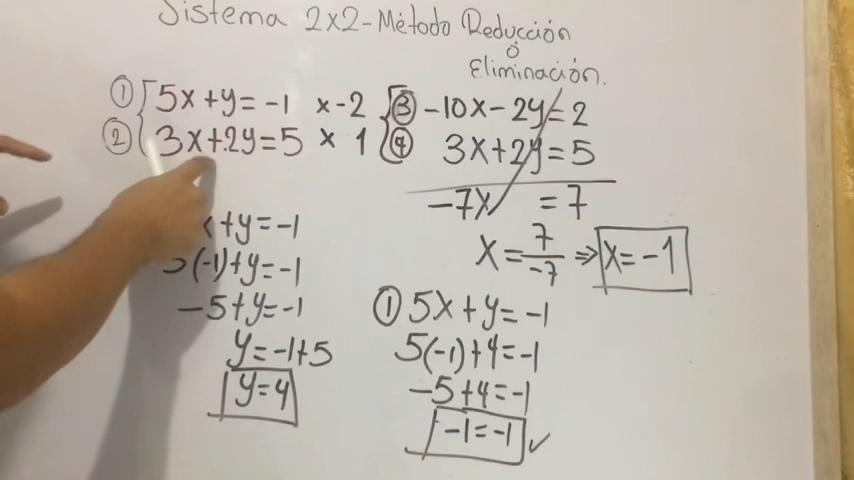 Sistema 2x2-Método Reducción
ó
Eliminación.
① 5x+y=-1 x-2
② 3x+2y=5 x 1
③ -10x-2y=2
④ 3x+2y=5
-7x = 7
x = 7/-7 ⇒ x=-1
x+y=-1
(-1)+y=-1
-5+y=-1
y=-1+5
y=4
① 5x+y=-1
5(-1)+4=-1
-5+4=-1
-1=-1 ✓